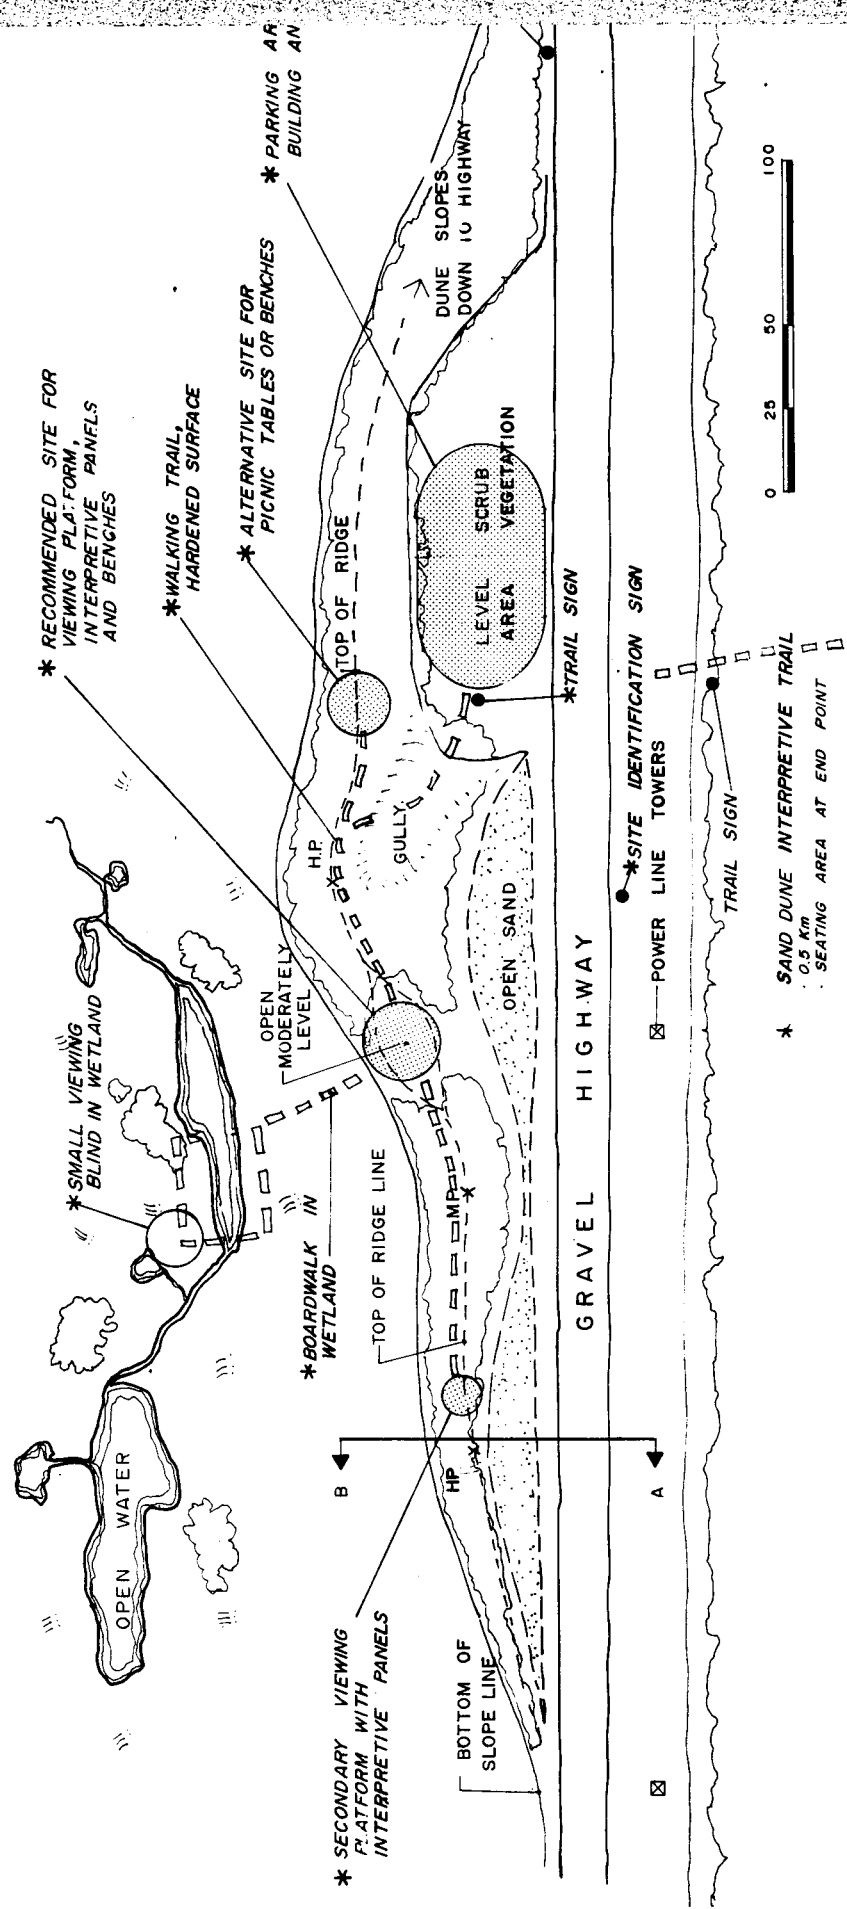 * SECONDARY VIEWING
PLATFORM WITH
INTERPRETIVE PANELS
BOTTOM OF
SLOPE LINE
OPEN WATER
* SMALL VIEWING
BLIND IN WETLAND
* BOARDWALK IN
WETLAND
TOP OF RIDGE LINE
B
A
HP
MP
OPEN
MODERATELY
LEVEL
* RECOMMENDED SITE FOR
VIEWING PLATFORM,
INTERPRETIVE PANELS
AND BENCHES
* WALKING TRAIL,
HARDENED SURFACE
* ALTERNATIVE SITE FOR
PICNIC TABLES OR BENCHES
* PARKING AR
BUILDING AN
H.P.
GULLY
TOP OF RIDGE
DUNE SLOPES
DOWN TO HIGHWAY
LEVEL SCRUB
AREA VEGETATION
OPEN SAND
* TRAIL SIGN
GRAVEL HIGHWAY
* SITE IDENTIFICATION SIGN
POWER LINE TOWERS
TRAIL SIGN
* SAND DUNE INTERPRETIVE TRAIL
· 0.5 Km
· SEATING AREA AT END POINT
0 25 50 100